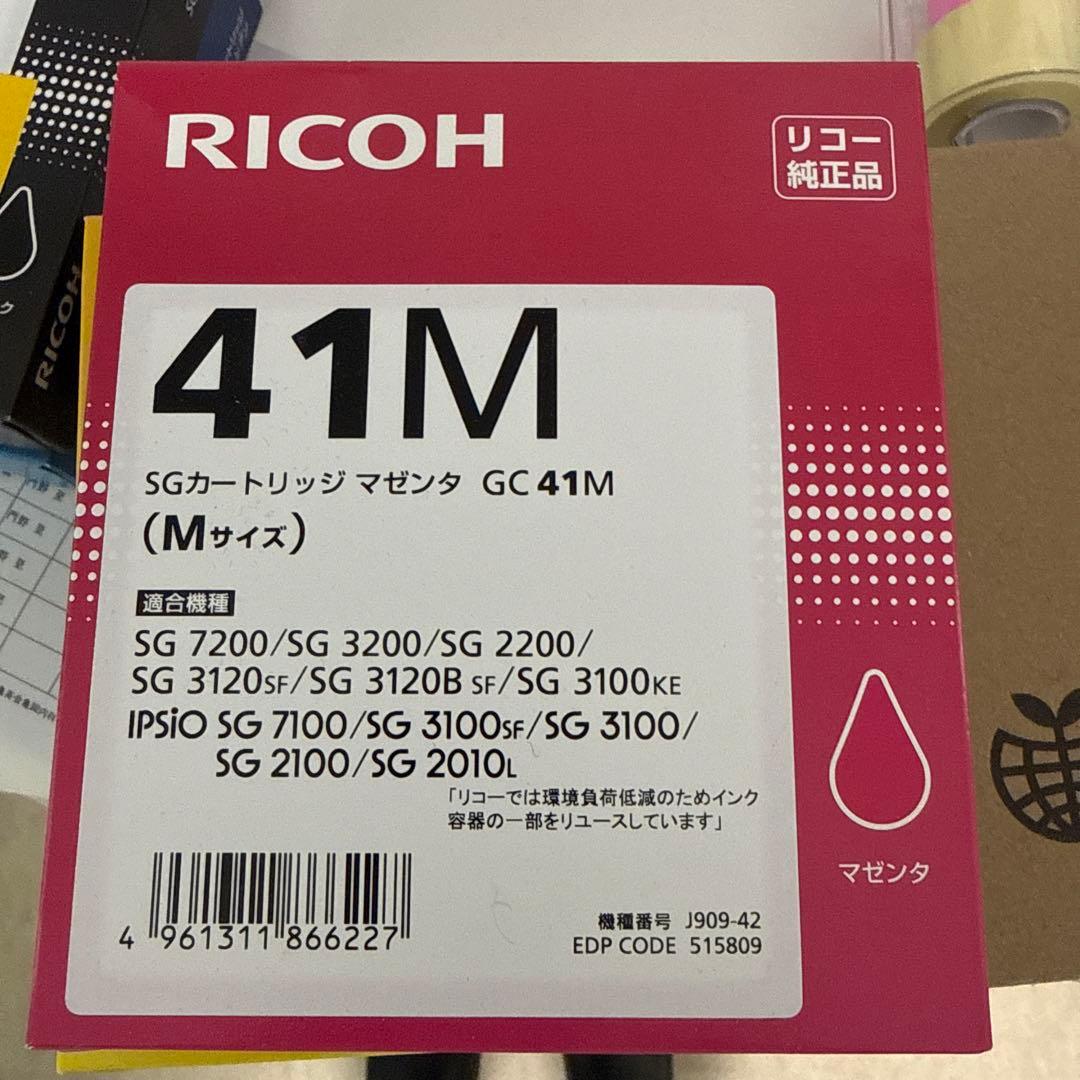 RICOH
リコー
純正品
41M
SGカートリッジ マゼンタ GC 41M
(Mサイズ)
適合機種
SG 7200/SG 3200/SG 2200/
SG 3120SF/SG 3120B SF/SG 3100KE
IPSiO SG 7100/SG 3100SF/SG 3100/
SG 2100/SG 2010L
「リコーでは環境負荷低減のためインク
容器の一部をリユースしています」
マゼンタ
機種番号 J909-42
EDP CODE 515809
4 961311 866227
RICOH